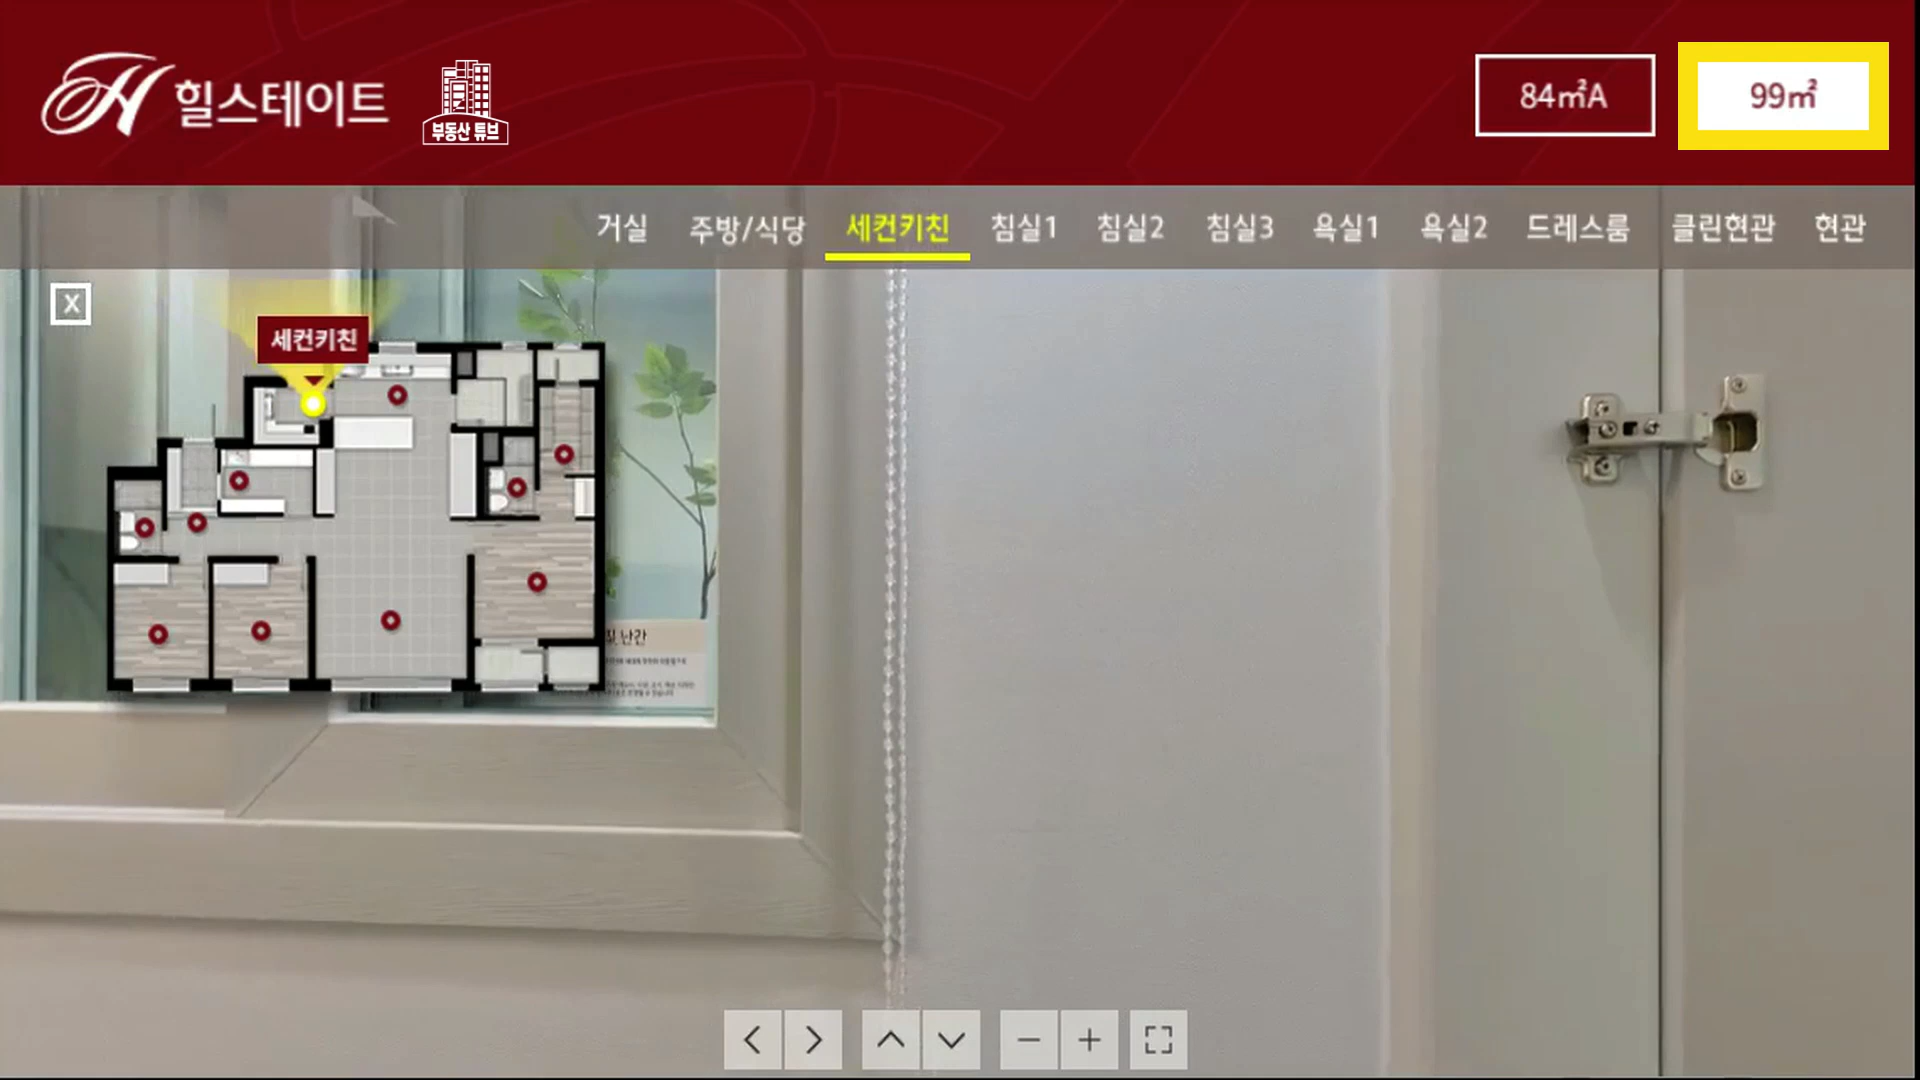 힐스테이트
부동산 튜브
84㎡A
99㎡
거실
주방/식당
세컨키친
침실1
침실2
침실3
욕실1
욕실2
드레스룸
클린현관
현관
X
세컨키친
난간